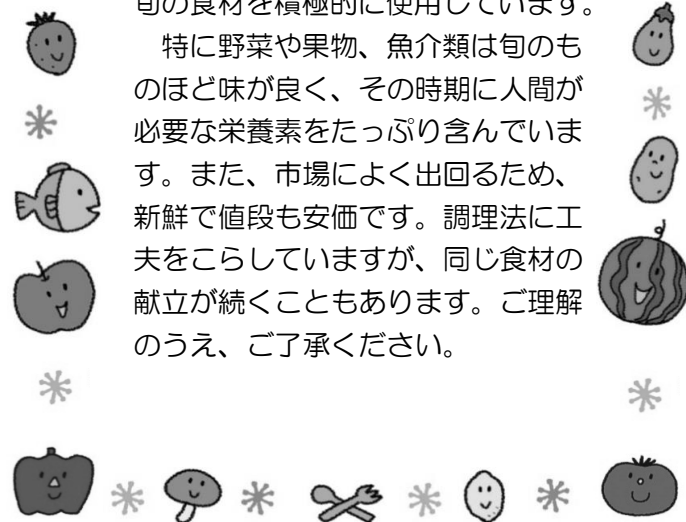 旬の食材を積極的に使用しています。
特に野菜や果物、魚介類は旬のも
のほど味が良く、その時期に人間が
必要な栄養素をたっぷり含んでいま
す。また、市場によく出回るため、
新鮮で値段も安価です。調理法に工
夫をこらしていますが、同じ食材の
献立が続くこともあります。ご理解
のうえ、ご了承ください。